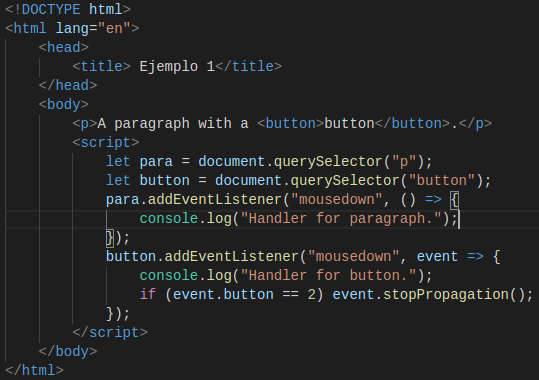 <!DOCTYPE html>
<html lang="en">
    <head>
        <title> Ejemplo 1</title>
    </head>
    <body>
        <p>A paragraph with a <button>button</button>.</p>
        <script>
            let para = document.querySelector("p");
            let button = document.querySelector("button");
            para.addEventListener("mousedown", () => {
                console.log("Handler for paragraph.");
            });
            button.addEventListener("mousedown", event => {
                console.log("Handler for button.");
                if (event.button == 2) event.stopPropagation();
            });
        </script>
    </body>
</html>